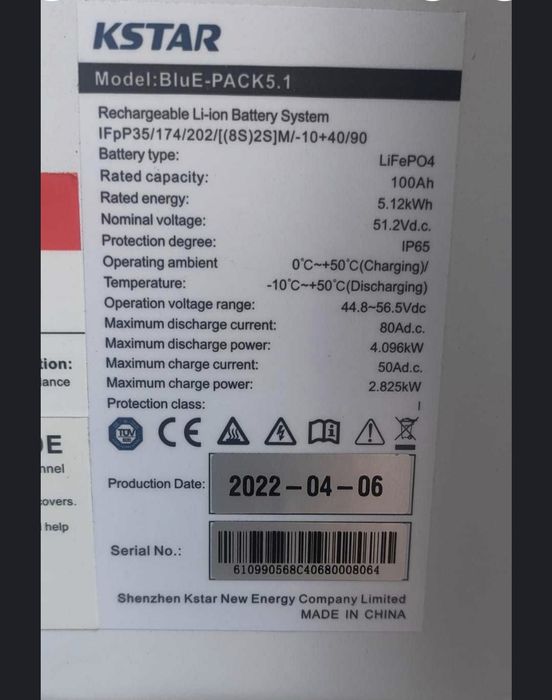 KSTAR
Model:BluE-PACK5.1
Rechargeable Li-ion Battery System
IFpP35/174/202/[(8S)2S]M/-10+40/90
Battery type: LiFePO4
Rated capacity: 100Ah
Rated energy: 5.12kWh
Nominal voltage: 51.2Vd.c.
Protection degree: IP65
Operating ambient 0℃~+50℃(Charging)/
Temperature: -10℃~+50℃(Discharging)
Operation voltage range: 44.8~56.5Vdc
Maximum discharge current: 80Ad.c.
Maximum discharge power: 4.096kW
Maximum charge current: 50Ad.c.
Maximum charge power: 2.825kW
Protection class: I
TÜV
CE
Production Date: 2022-04-06
Serial No.:
610990568C40680008064
Shenzhen Kstar New Energy Company Limited
MADE IN CHINA
tion:
ance
DE
nnel
covers.
help